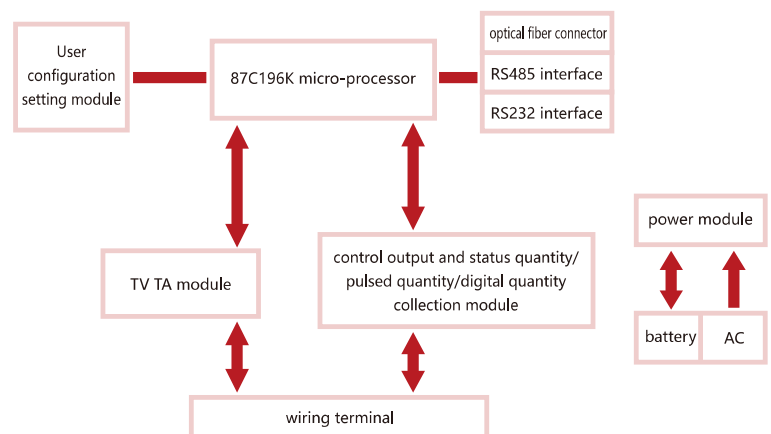 User
configuration
setting module
87C196K micro-processor
optical fiber connector
RS485 interface
RS232 interface
TV TA module
control output and status quantity/
pulsed quantity/digital quantity
collection module
power module
battery
AC
wiring terminal